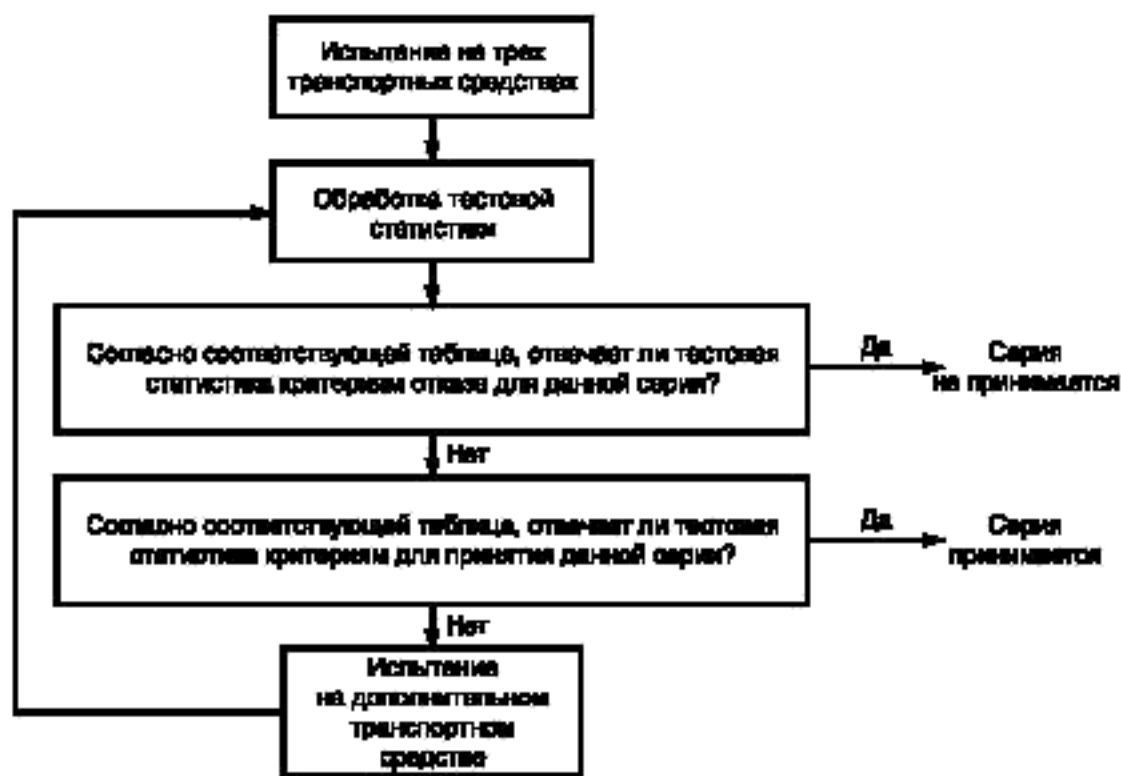 Испытание на трех
транспортных средствах
Обработка тестовой
статистики
Согласно соответствующей таблице, отвечает ли тестовая
статистика критериям отказа для данной серии?
Да
Серия
не принимается
Нет
Согласно соответствующей таблице, отвечает ли тестовая
статистика критериям для принятия данной серии?
Да
Серия
принимается
Нет
Испытание
на дополнительном
транспортном
средстве